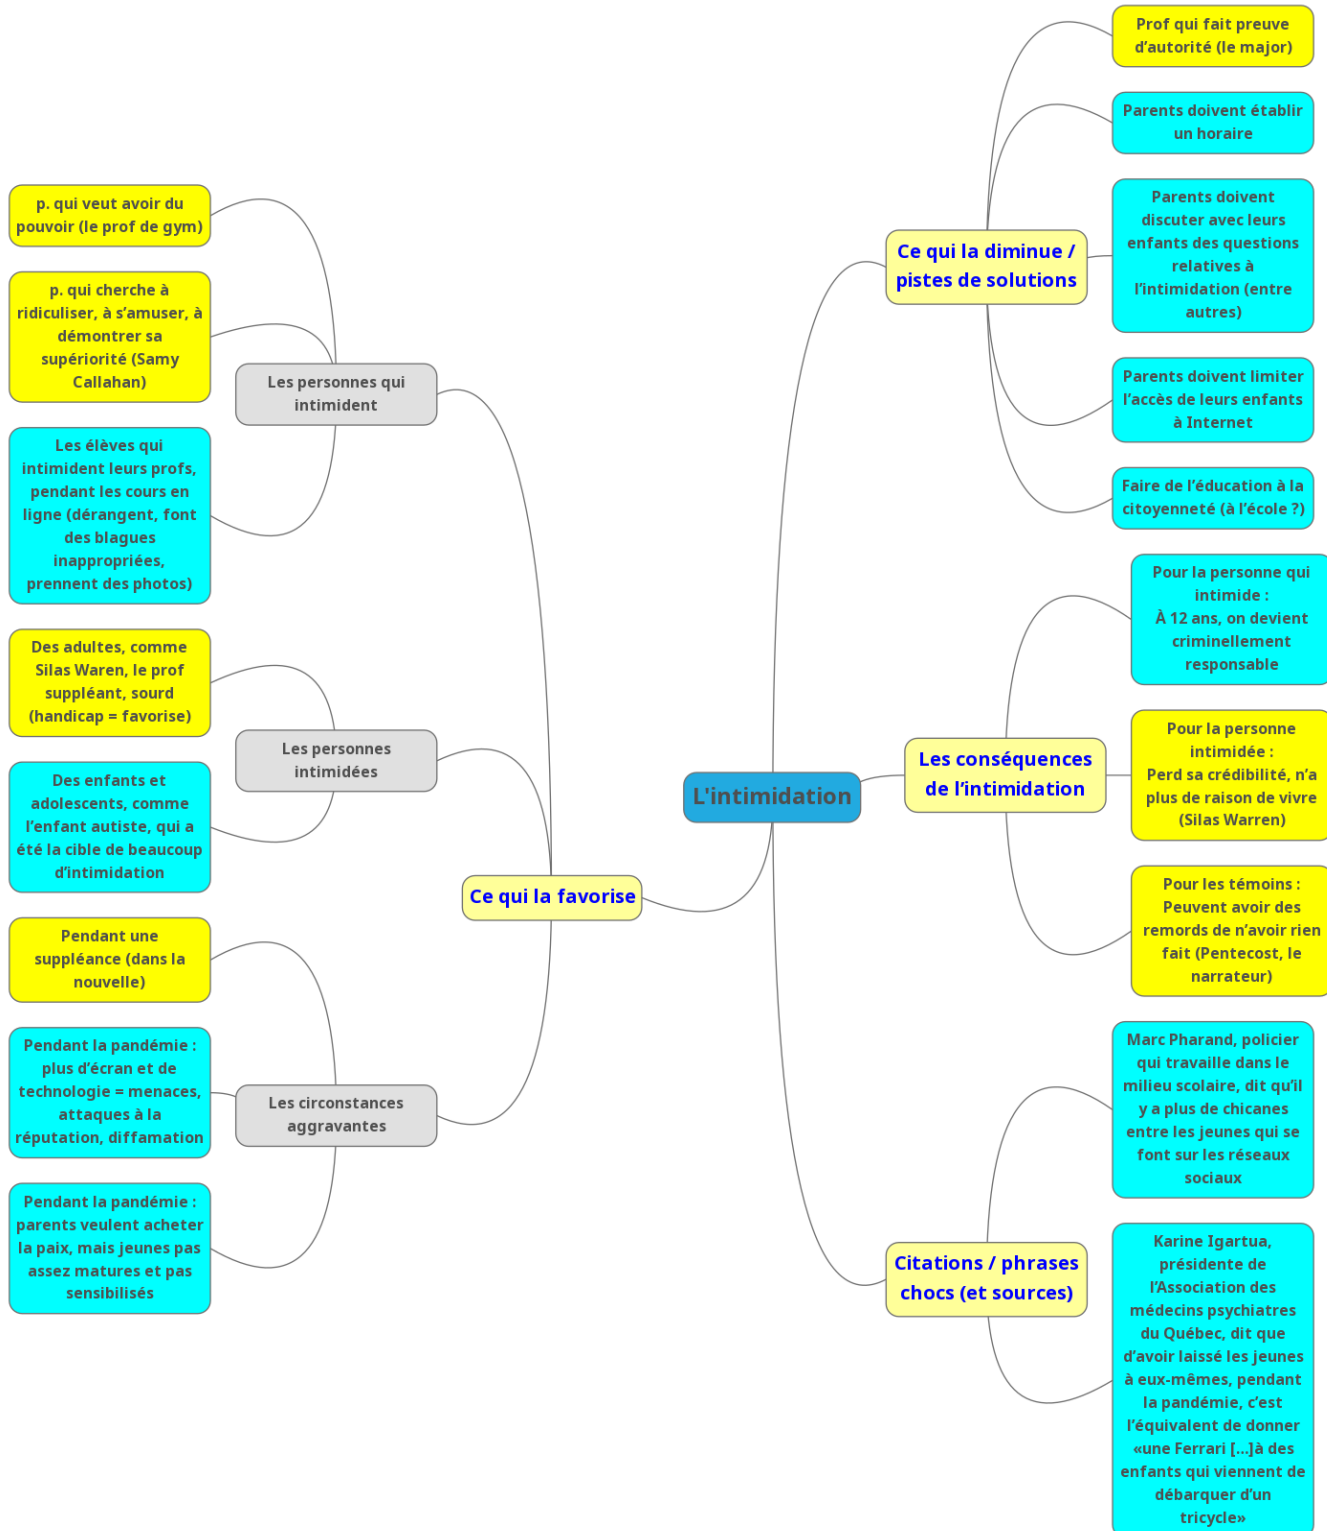 L'intimidation
Ce qui la diminue /
pistes de solutions
Prof qui fait preuve
d’autorité (le major)
Parents doivent établir
un horaire
Parents doivent
discuter avec leurs
enfants des questions
relatives à
l’intimidation (entre
autres)
Parents doivent limiter
l’accès de leurs enfants
à Internet
Faire de l’éducation à la
citoyenneté (à l’école ?)
Les conséquences
de l’intimidation
Pour la personne qui
intimide :
À 12 ans, on devient
criminellement
responsable
Pour la personne
intimidée :
Perd sa crédibilité, n’a
plus de raison de vivre
(Silas Warren)
Pour les témoins :
Peuvent avoir des
remords de n’avoir rien
fait (Pentecost, le
narrateur)
Citations / phrases
chocs (et sources)
Marc Pharand, policier
qui travaille dans le
milieu scolaire, dit qu’il
y a plus de chicanes
entre les jeunes qui se
font sur les réseaux
sociaux
Karine Igartua,
présidente de
l’Association des
médecins psychiatres
du Québec, dit que
d’avoir laissé les jeunes
à eux-mêmes, pendant
la pandémie, c’est
l’équivalent de donner
«une Ferrari [...]à des
enfants qui viennent de
débarquer d’un
tricycle»
Ce qui la favorise
Les personnes qui
intimident
p. qui veut avoir du
pouvoir (le prof de gym)
p. qui cherche à
ridiculiser, à s’amuser, à
démontrer sa
supériorité (Samy
Callahan)
Les élèves qui
intimident leurs profs,
pendant les cours en
ligne (dérangent, font
des blagues
inappropriées,
prennent des photos)
Les personnes
intimidées
Des adultes, comme
Silas Waren, le prof
suppléant, sourd
(handicap = favorise)
Des enfants et
adolescents, comme
l’enfant autiste, qui a
été la cible de beaucoup
d’intimidation
Les circonstances
aggravantes
Pendant une
suppléance (dans la
nouvelle)
Pendant la pandémie :
plus d’écran et de
technologie = menaces,
attaques à la
réputation, diffamation
Pendant la pandémie :
parents veulent acheter
la paix, mais jeunes pas
assez matures et pas
sensibilisés